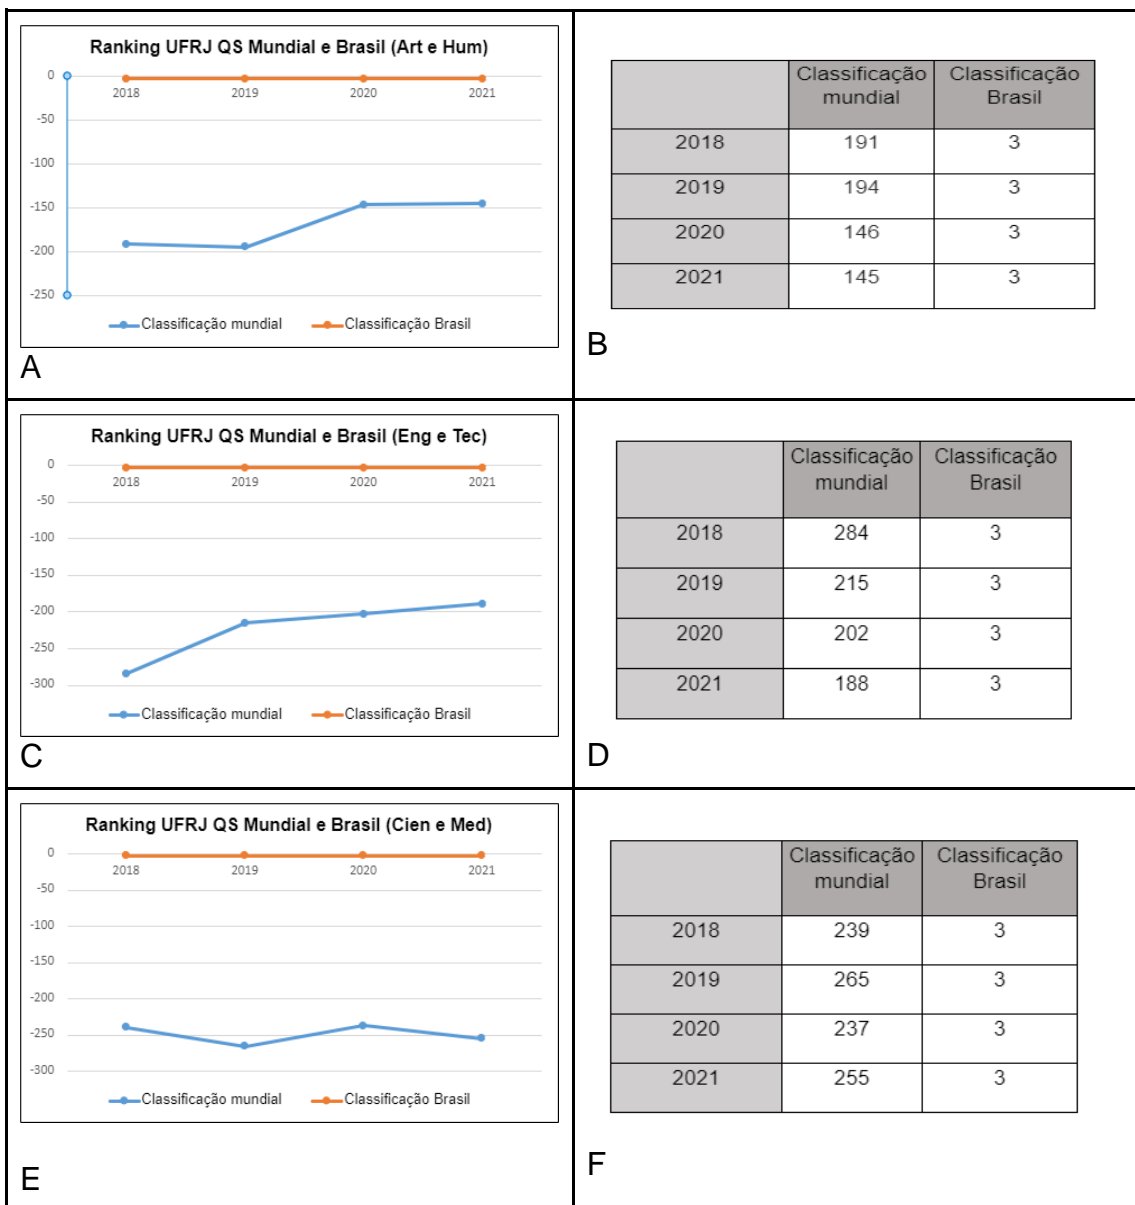 Ranking UFRJ QS Mundial e Brasil (Art e Hum)
0
2018 2019 2020 2021
-50
-100
-150
-200
-250
Classificação mundial Classificação Brasil
A
Classificação mundial Classificação Brasil
2018 191 3
2019 194 3
2020 146 3
2021 145 3
B
Ranking UFRJ QS Mundial e Brasil (Eng e Tec)
0
2018 2019 2020 2021
-50
-100
-150
-200
-250
-300
Classificação mundial Classificação Brasil
C
Classificação mundial Classificação Brasil
2018 284 3
2019 215 3
2020 202 3
2021 188 3
D
Ranking UFRJ QS Mundial e Brasil (Cien e Med)
0
2018 2019 2020 2021
-50
-100
-150
-200
-250
-300
Classificação mundial Classificação Brasil
E
Classificação mundial Classificação Brasil
2018 239 3
2019 265 3
2020 237 3
2021 255 3
F